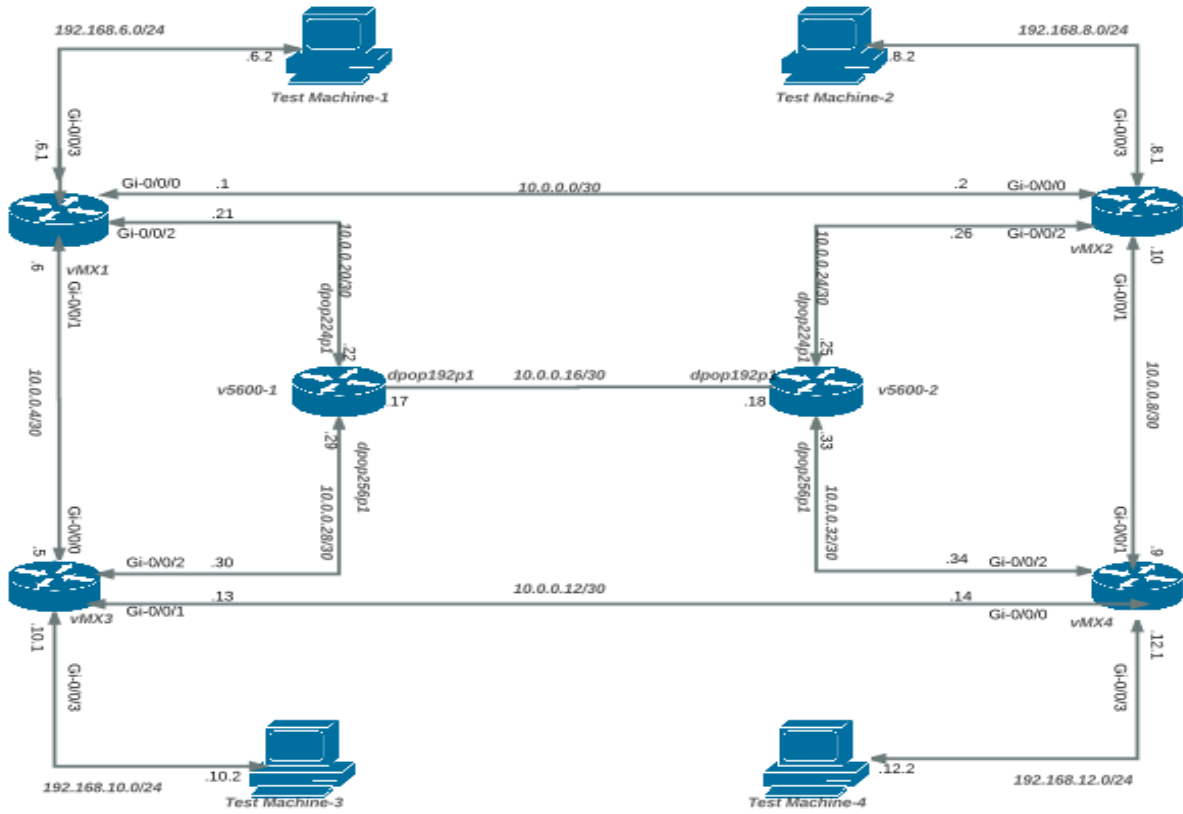 192.168.6.0/24
.6.2
Test Machine-1
192.168.8.0/24
.8.2
Test Machine-2
Gi-0/0/3
.6.1
Gi-0/0/3
.8.1
Gi-0/0/0
.1
10.0.0.0/30
.2
Gi-0/0/0
.21
Gi-0/0/2
.26
Gi-0/0/2
vMX1
.6
Gi-0/0/1
vMX2
.10
Gi-0/0/1
10.0.0.20/30
dpop224p1
.22
10.0.0.24/30
dpop224p1
.25
v5600-1
dpop192p1
.17
10.0.0.16/30
dpop192p1
.18
v5600-2
10.0.0.4/30
10.0.0.8/30
.29
dpop256p1
10.0.0.28/30
.33
dpop256p1
10.0.0.32/30
Gi-0/0/0
.5
Gi-0/0/1
.9
Gi-0/0/2
.30
.34
Gi-0/0/2
.13
Gi-0/0/1
10.0.0.12/30
.14
Gi-0/0/0
vMX3
.10.1
Gi-0/0/3
vMX4
.12.1
Gi-0/0/3
192.168.10.0/24
.10.2
Test Machine-3
.12.2
192.168.12.0/24
Test Machine-4